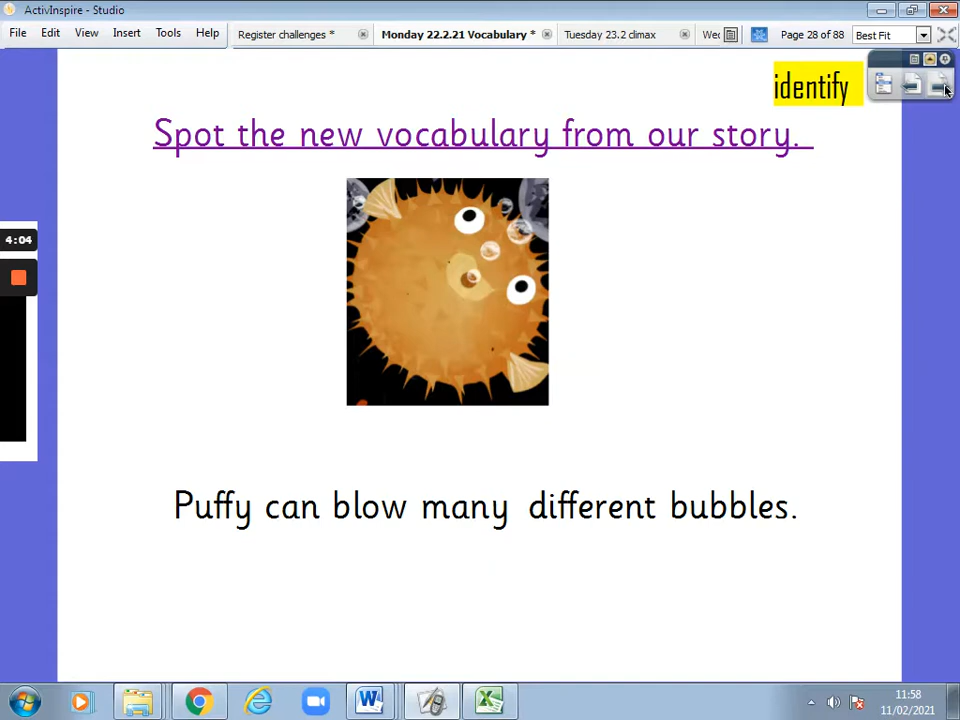 ActivInspire - Studio
File Edit View Insert Tools Help
Register challenges *
Monday 22.2.21 Vocabulary *
Tuesday 23.2 climax
Wec
Page 28 of 88
Best Fit
identify
Spot the new vocabulary from our story.
4:04
Puffy can blow many different bubbles.
11:58
11/02/2021